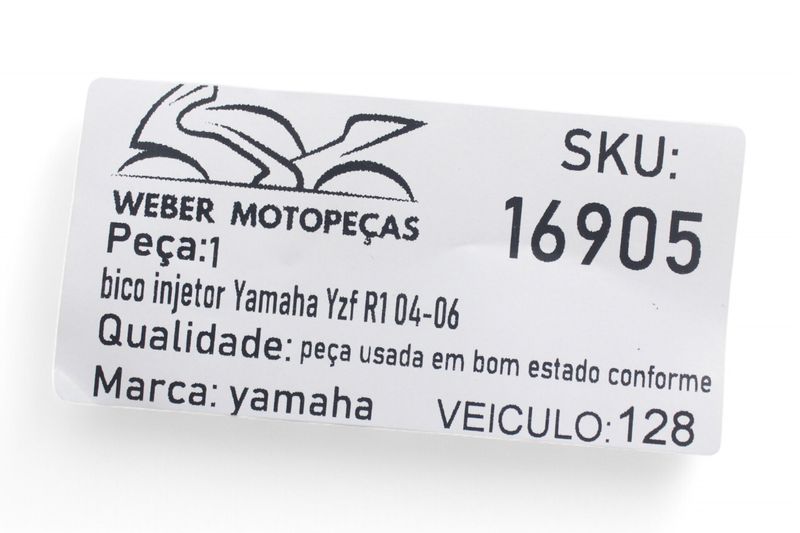 WEBER MOTOPEÇAS
SKU:
16905
Peça:1
bico injetor Yamaha Yzf R1 04-06
Qualidade: peça usada em bom estado conforme
Marca: yamaha
VEICULO: 128